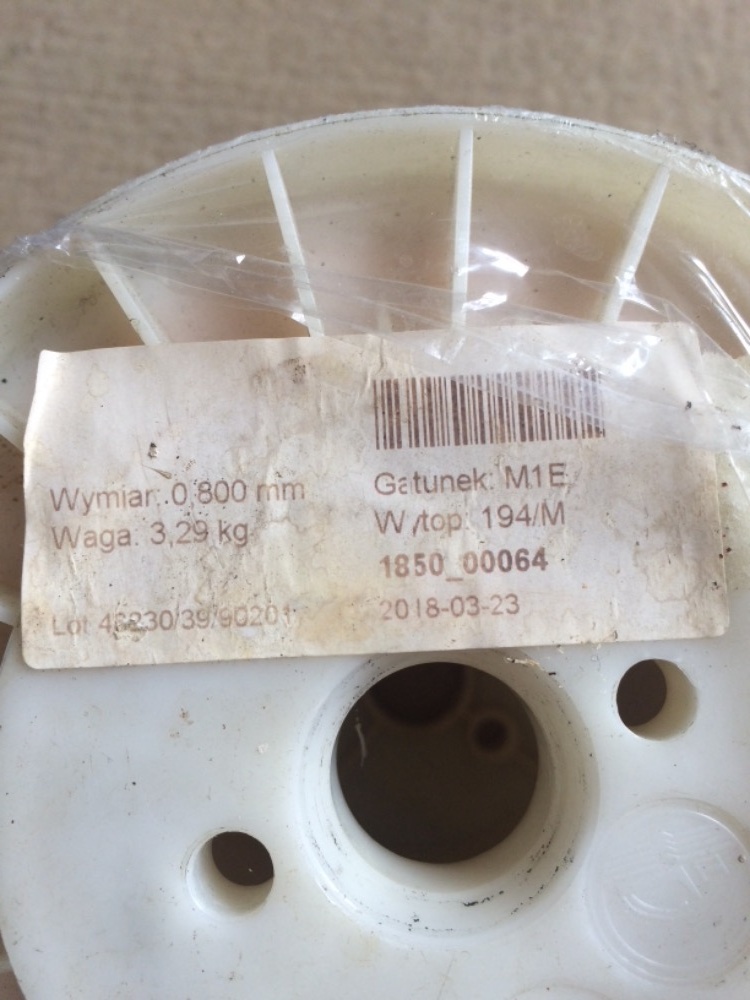 Wymiar: 0,800 mm
Waga: 3,29 kg
Gatunek: M1E
Wytop: 194/M
1850_00064
2018-03-23
Lot